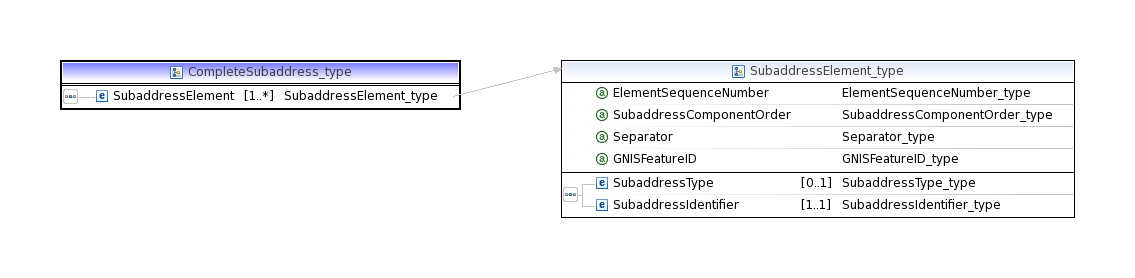 CompleteSubaddress_type
e SubaddressElement [1..*] SubaddressElement_type
SubaddressElement_type
a ElementSequenceNumber ElementSequenceNumber_type
a SubaddressComponentOrder SubaddressComponentOrder_type
a Separator Separator_type
a GNISFeatureID GNISFeatureID_type
e SubaddressType [0..1] SubaddressType_type
e SubaddressIdentifier [1..1] SubaddressIdentifier_type